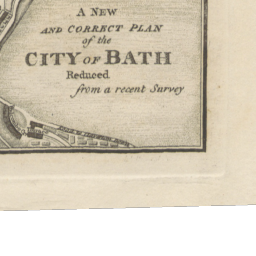 A New
AND CORRECT PLAN
of the
CITY OF BATH
Reduced
from a recent Survey